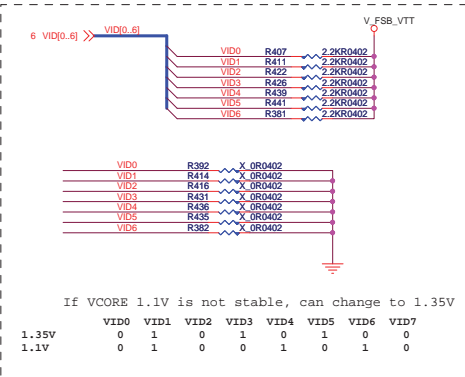 V_FSB_VTT
6 VID[0..6] VID[0..6]
VID0 R407 2.2KR0402
VID1 R411 2.2KR0402
VID2 R422 2.2KR0402
VID3 R426 2.2KR0402
VID4 R439 2.2KR0402
VID5 R441 2.2KR0402
VID6 R381 2.2KR0402
VID0 R392 X_0R0402
VID1 R414 X_0R0402
VID2 R416 X_0R0402
VID3 R431 X_0R0402
VID4 R436 X_0R0402
VID5 R435 X_0R0402
VID6 R382 X_0R0402
If VCORE 1.1V is not stable, can change to 1.35V
VID0 VID1 VID2 VID3 VID4 VID5 VID6 VID7
1.35V 0 1 0 1 0 1 0 0
1.1V 0 1 0 0 1 0 1 0